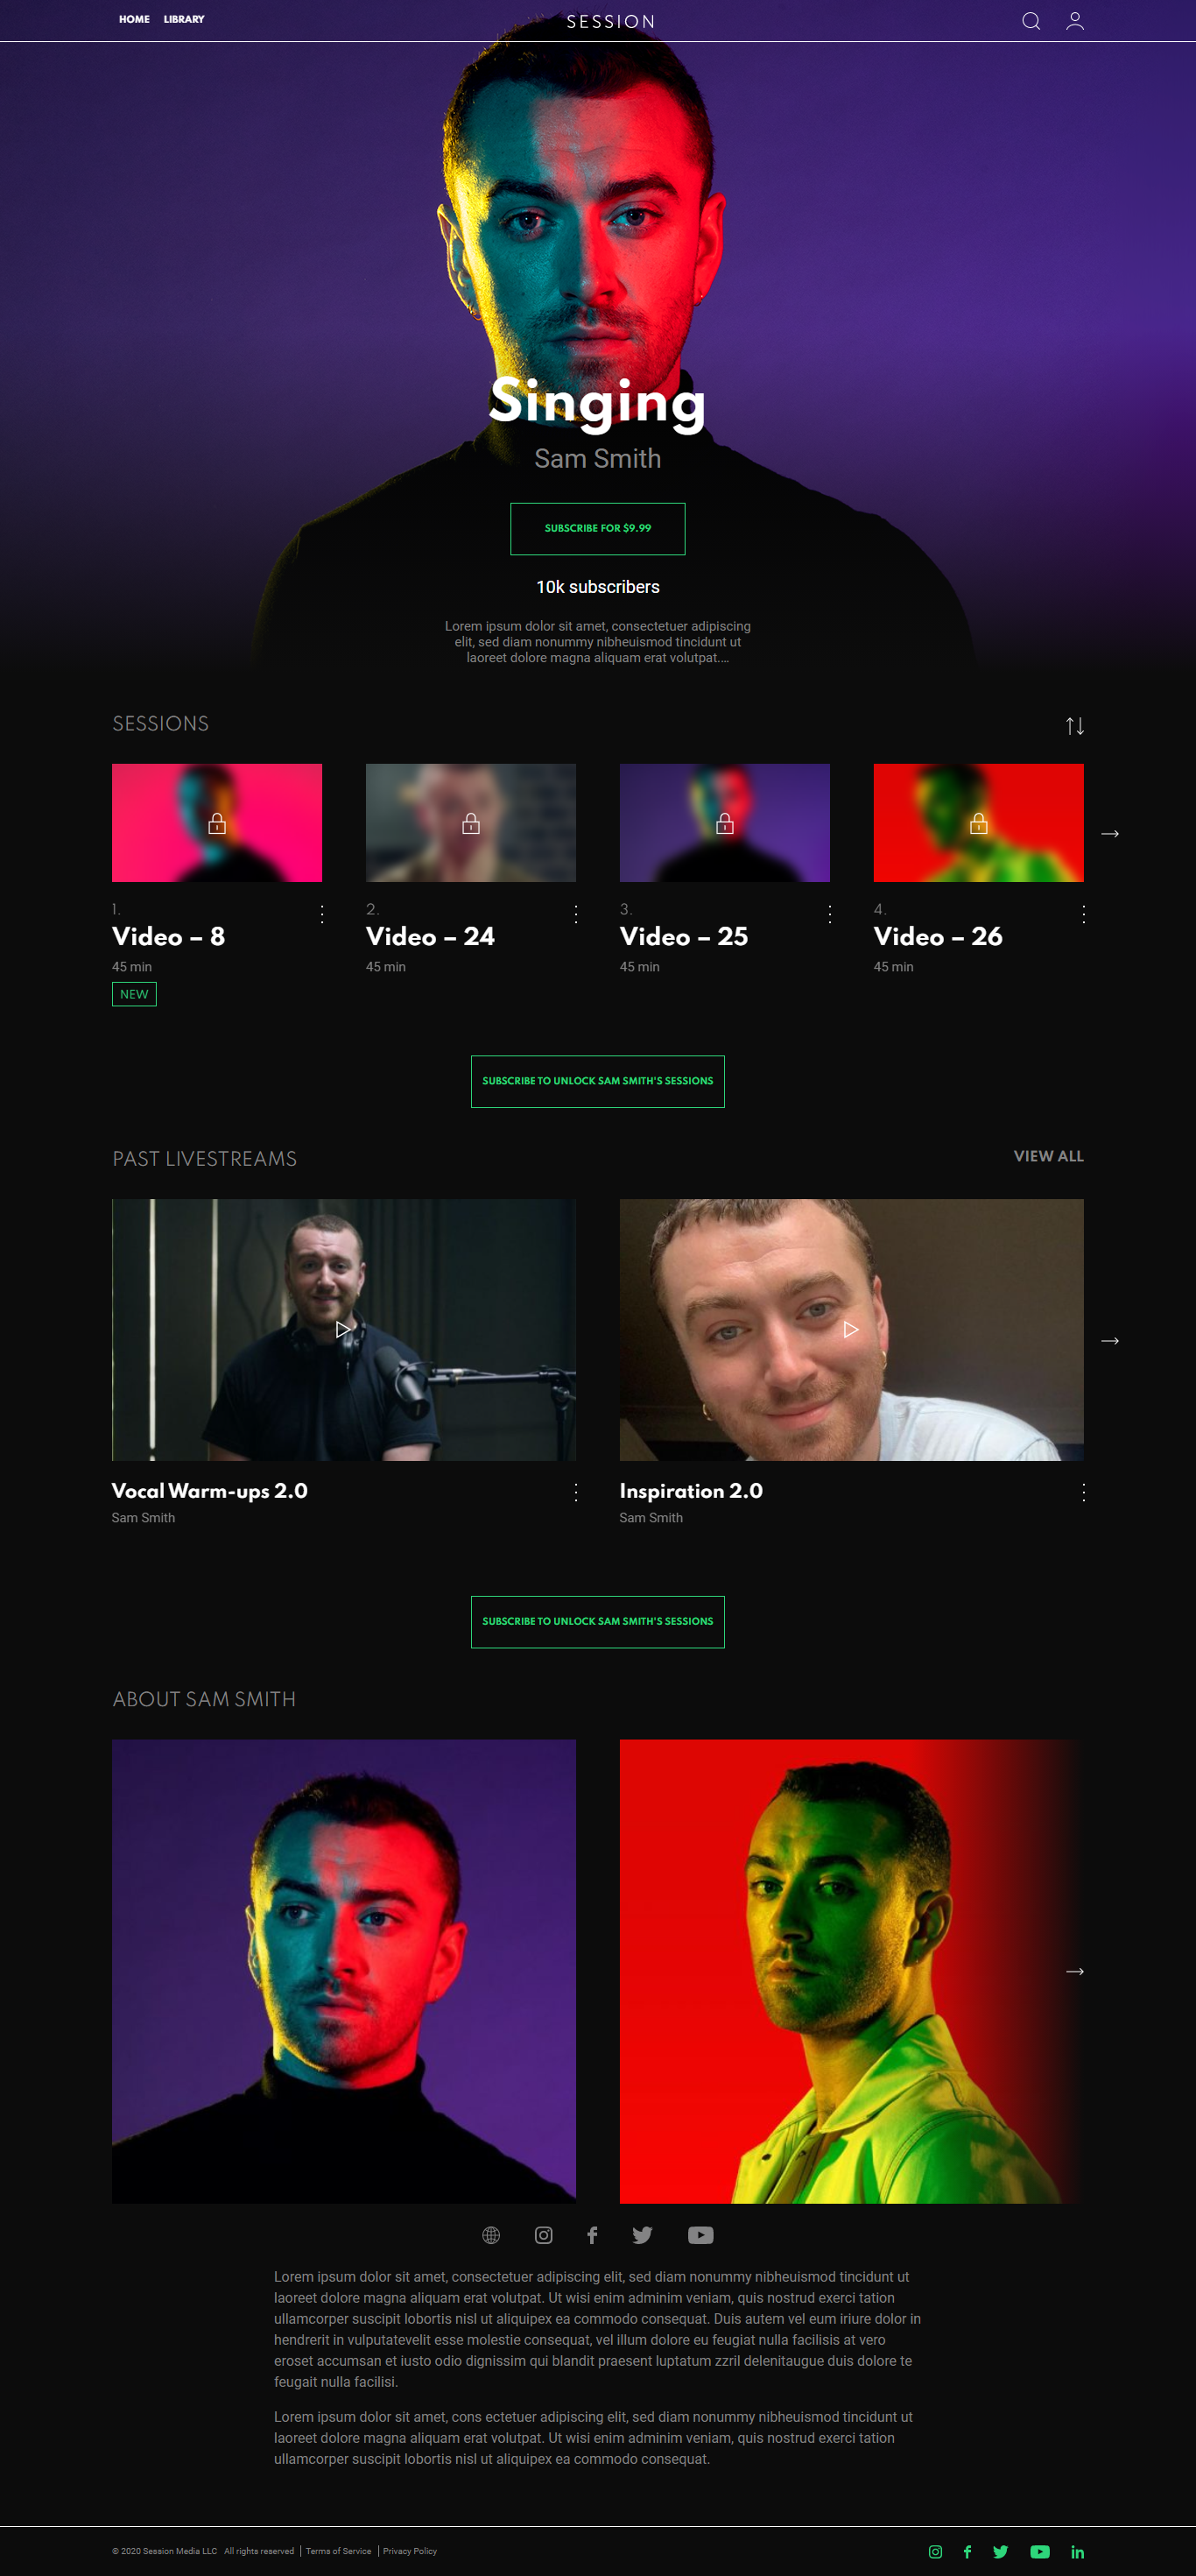 HOME LIBRARY SESSION
Singing
Sam Smith
SUBSCRIBE FOR $9.99
10k subscribers
Lorem ipsum dolor sit amet, consectetuer adipiscing
elit, sed diam nonummy nibheuismod tincidunt ut
laoreet dolore magna aliquam erat volutpat....
SESSIONS
1.
Video – 8
45 min
NEW
2.
Video – 24
45 min
3.
Video – 25
45 min
4.
Video – 26
45 min
SUBSCRIBE TO UNLOCK SAM SMITH'S SESSIONS
PAST LIVESTREAMS
VIEW ALL
Vocal Warm-ups 2.0
Sam Smith
Inspiration 2.0
Sam Smith
SUBSCRIBE TO UNLOCK SAM SMITH'S SESSIONS
ABOUT SAM SMITH
Lorem ipsum dolor sit amet, consectetuer adipiscing elit, sed diam nonummy nibheuismod tincidunt ut
laoreet dolore magna aliquam erat volutpat. Ut wisi enim adminim veniam, quis nostrud exerci tation
ullamcorper suscipit lobortis nisl ut aliquipex ea commodo consequat. Duis autem vel eum iriure dolor in
hendrerit in vulputatevelit esse molestie consequat, vel illum dolore eu feugiat nulla facilisis at vero
eroset accumsan et iusto odio dignissim qui blandit praesent luptatum zzril delenitaugue duis dolore te
feugait nulla facilisi.
Lorem ipsum dolor sit amet, cons ectetuer adipiscing elit, sed diam nonummy nibheuismod tincidunt ut
laoreet dolore magna aliquam erat volutpat. Ut wisi enim adminim veniam, quis nostrud exerci tation
ullamcorper suscipit lobortis nisl ut aliquipex ea commodo consequat.
© 2020 Session Media LLC All rights reserved | Terms of Service | Privacy Policy